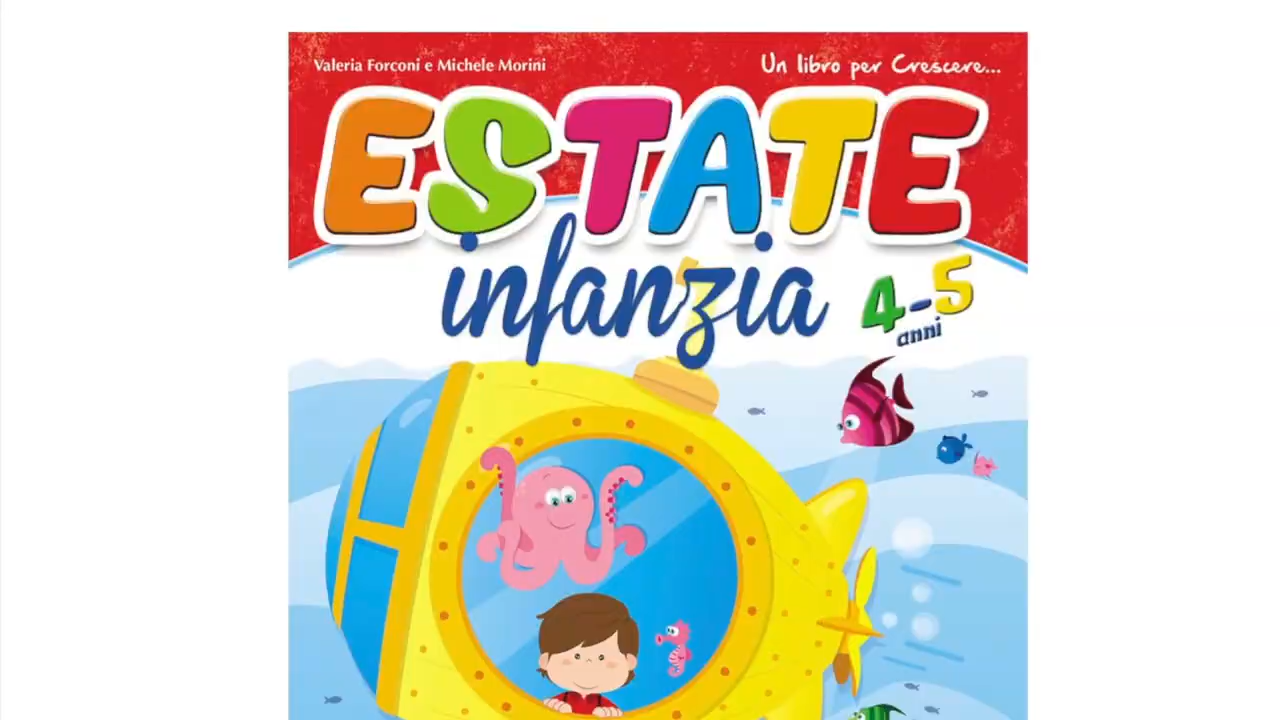 Valeria Forconi e Michele Morini
Un libro per Crescere...
ESTATE
infanzia
4-5
anni